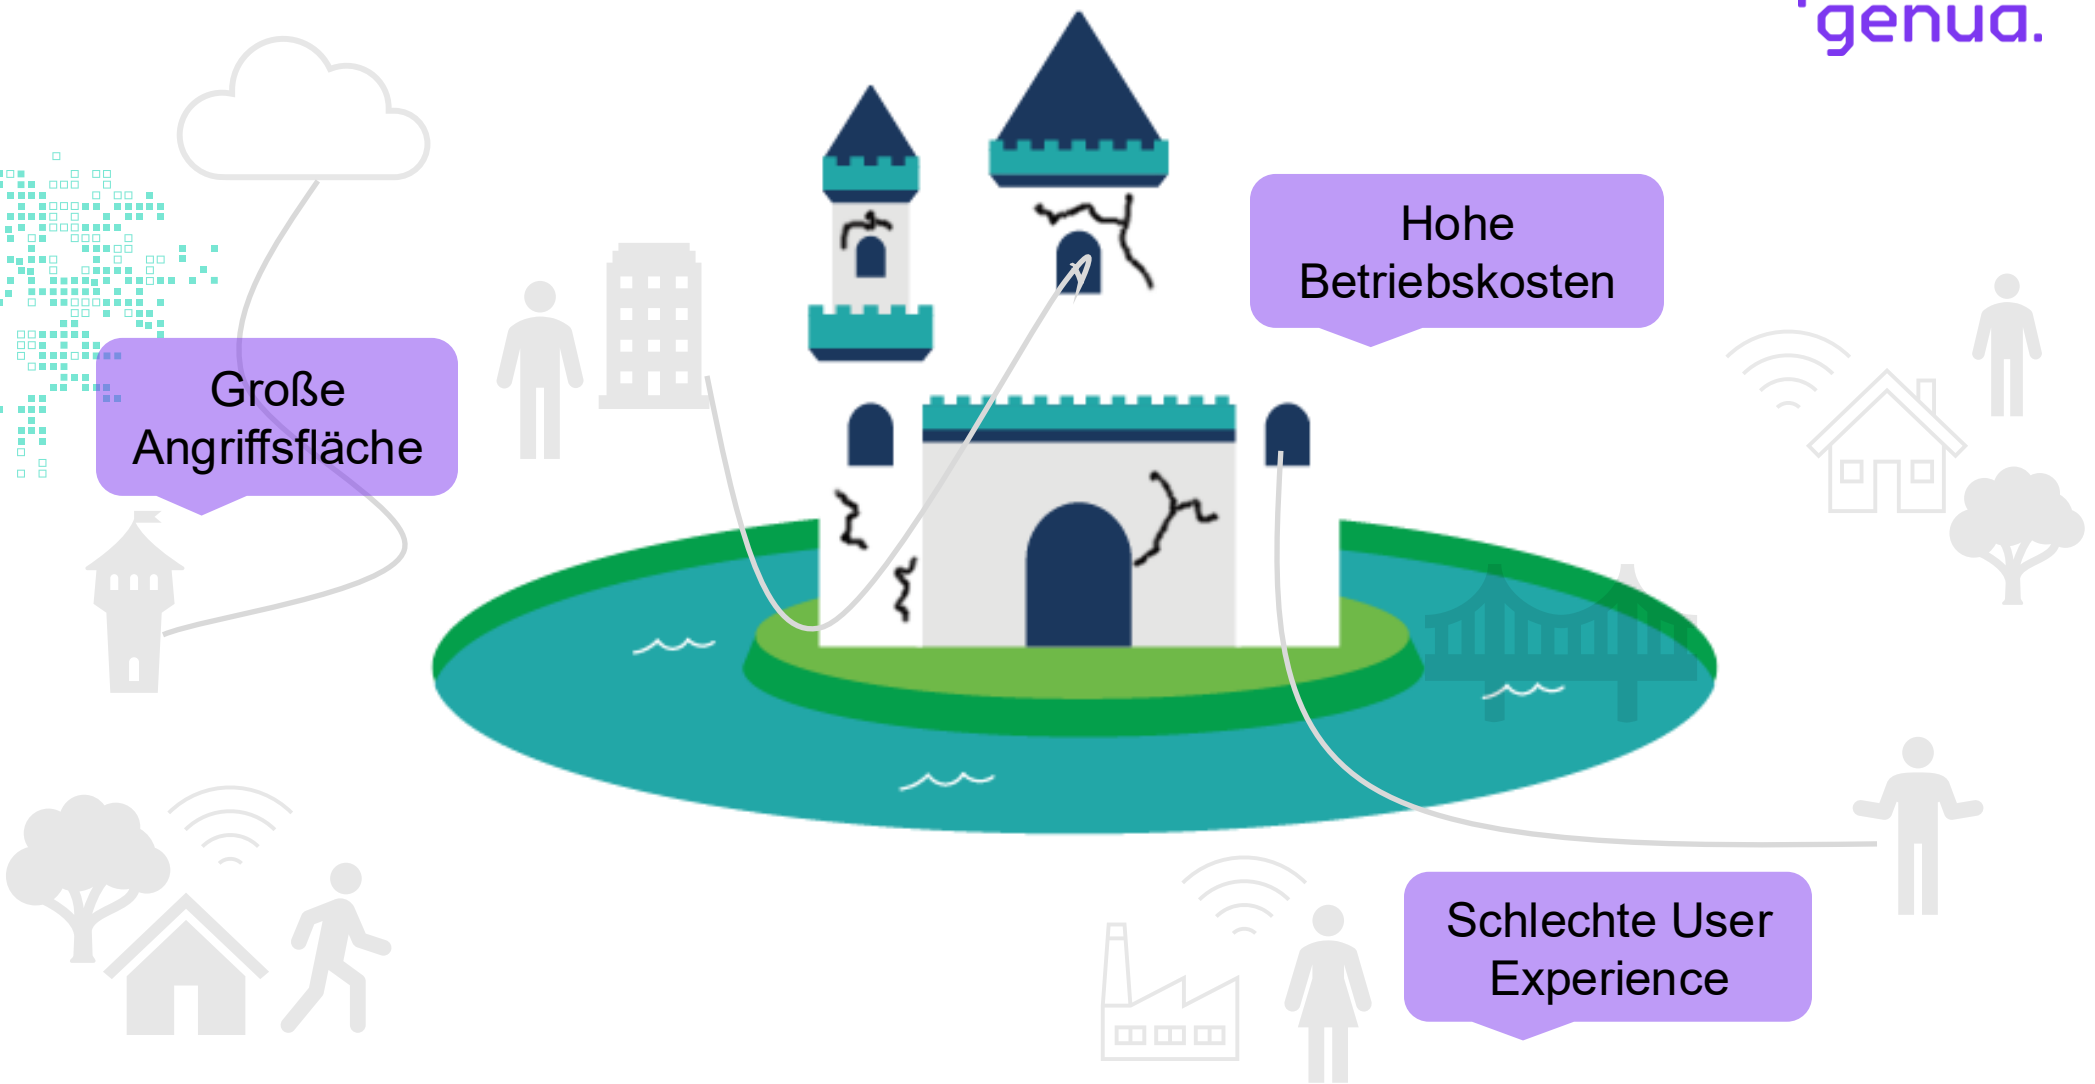 genua.
Hohe
Betriebskosten
Große
Angriffsfläche
Schlechte User
Experience